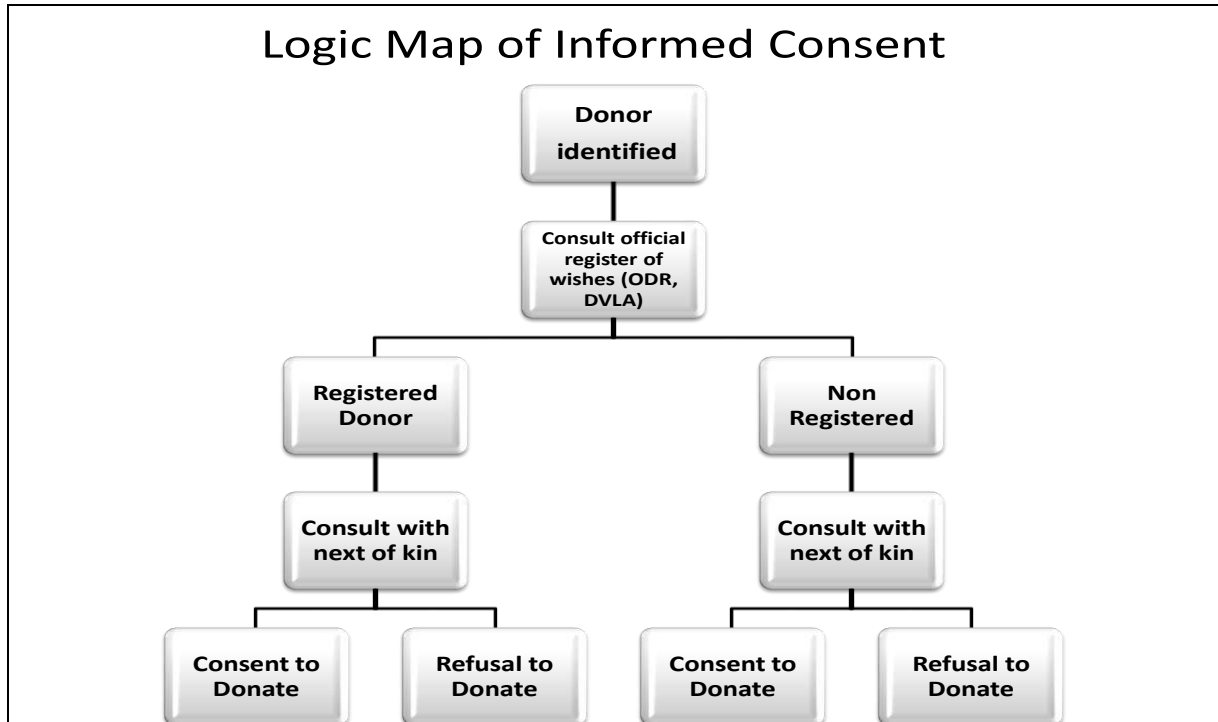 Logic Map of Informed Consent
Donor
identified
Consult official
register of
wishes (ODR,
DVLA)
Registered
Donor
Non
Registered
Consult with
next of kin
Consult with
next of kin
Consent to
Donate
Refusal to
Donate
Consent to
Donate
Refusal to
Donate